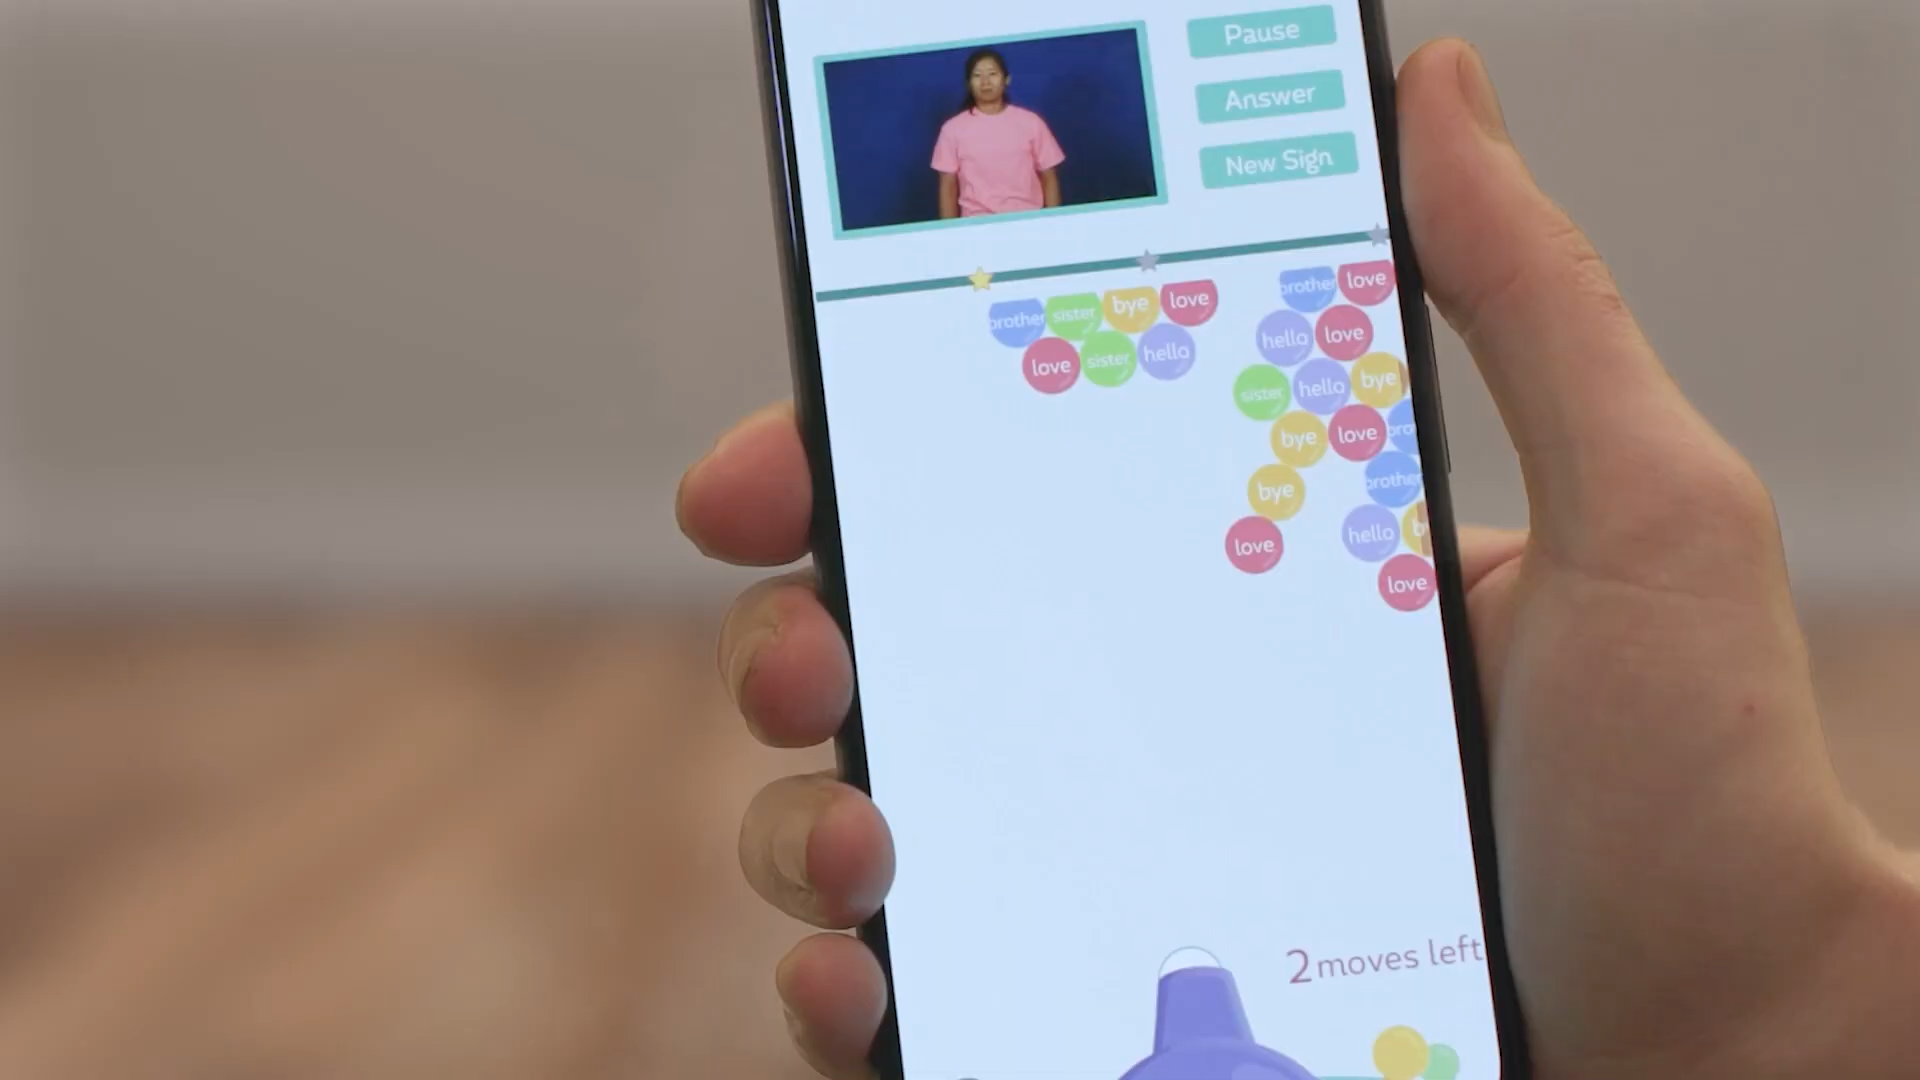 Pause
Answer
New Sign
brother sister bye love
love sister hello
brother love
hello love
sister hello bye
bye love bro
bye brother
love hello b
love
2 moves left